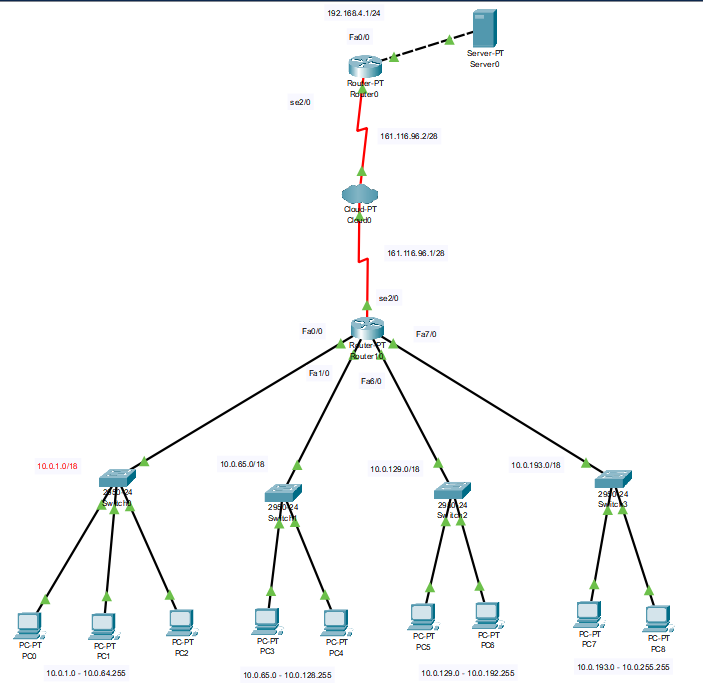 192.168.4.1/24
Fa0/0
Server-PT
Server0
Router-PT
Router0
se2/0
161.116.96.2/28
Cloud-PT
Cloud0
161.116.96.1/28
se2/0
Fa0/0
Fa7/0
Router-PT
Router10
Fa1/0
Fa6/0
10.0.1.0/18
10.0.65.0/18
10.0.129.0/18
10.0.193.0/18
2950-24
Switch0
2950-24
Switch1
2950-24
Switch2
2950-24
Switch3
PC-PT
PC0
PC-PT
PC1
PC-PT
PC2
PC-PT
PC3
PC-PT
PC4
PC-PT
PC5
PC-PT
PC6
PC-PT
PC7
PC-PT
PC8
10.0.1.0 - 10.0.64.255
10.0.65.0 - 10.0.128.255
10.0.129.0 - 10.0.192.255
10.0.193.0 - 10.0.255.255